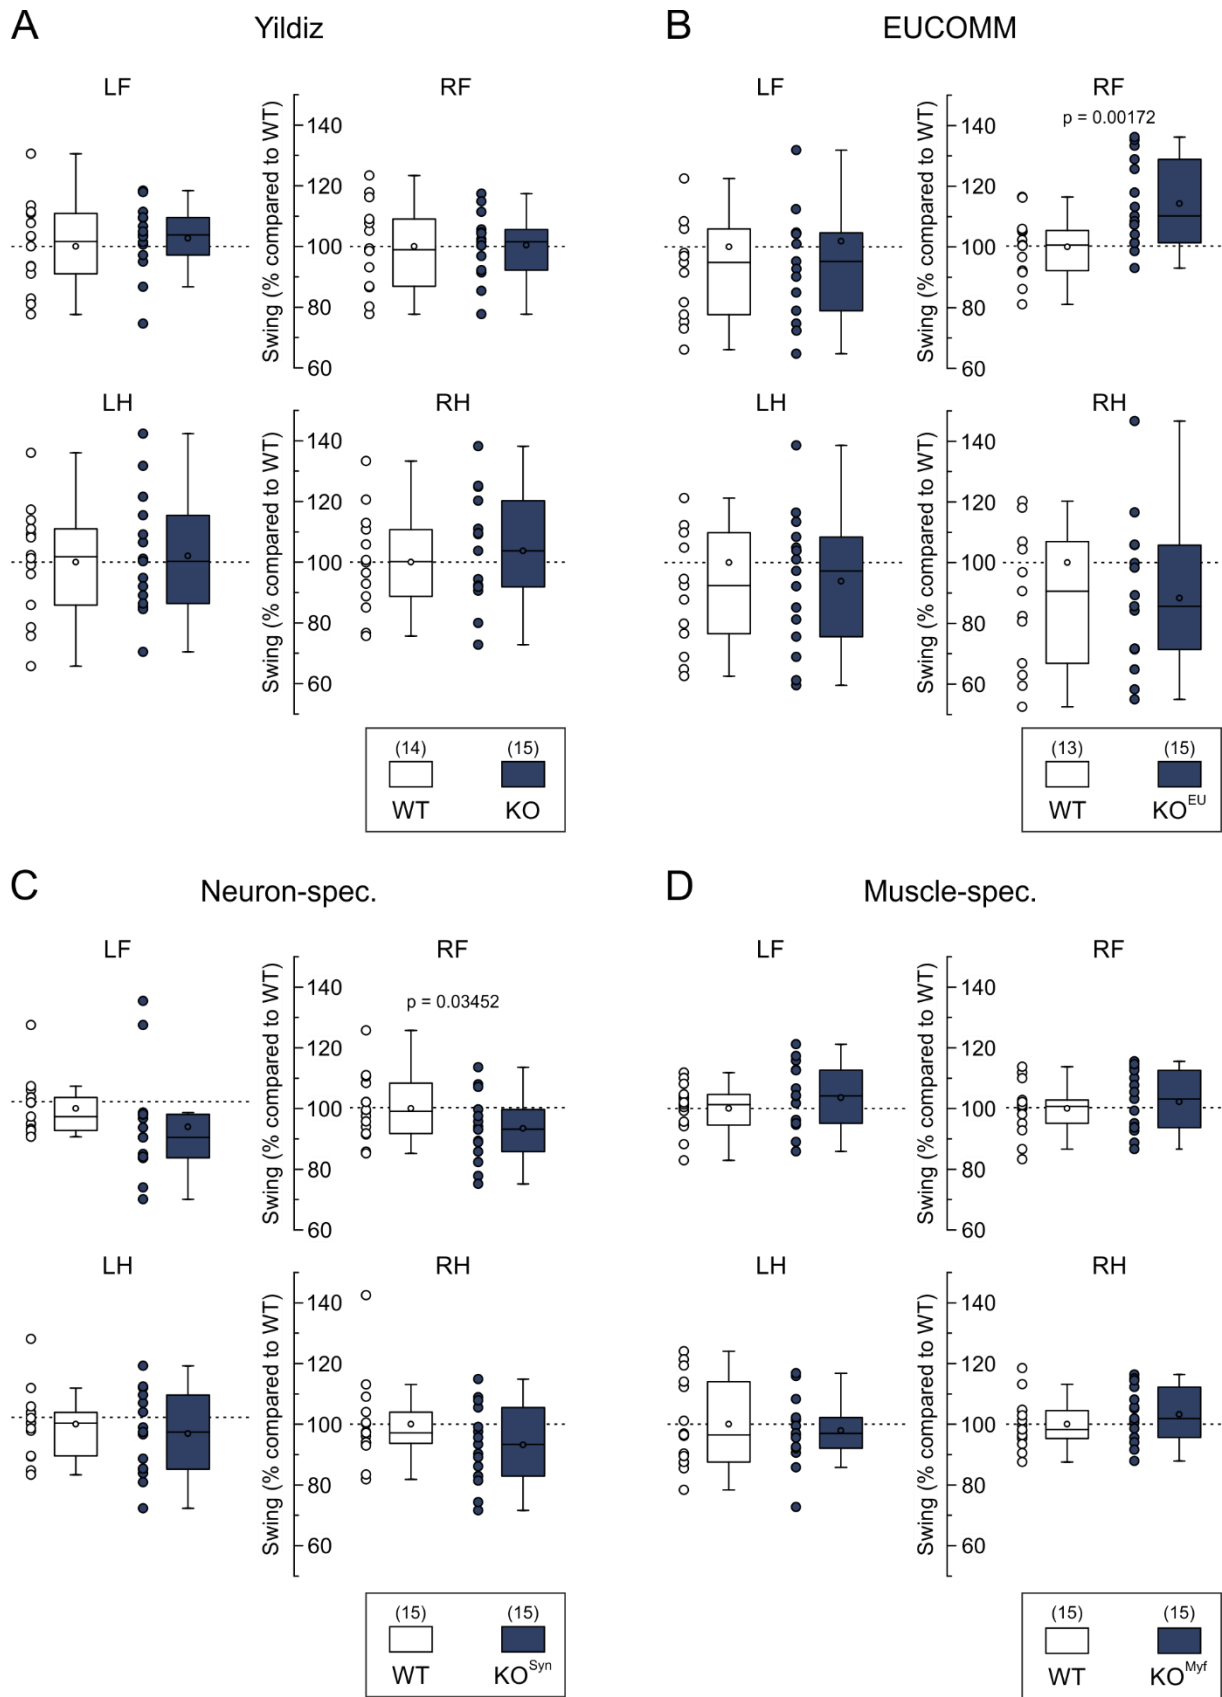 A
Yildiz
LF
RF
Swing (% compared to WT)
140
120
100
80
60
LH
RH
Swing (% compared to WT)
140
120
100
80
60
(14)
(15)
WT
KO
B
EUCOMM
LF
RF
p = 0.00172
Swing (% compared to WT)
140
120
100
80
60
LH
RH
Swing (% compared to WT)
140
120
100
80
60
(13)
(15)
WT
KO^EU
C
Neuron-spec.
LF
RF
p = 0.03452
Swing (% compared to WT)
140
120
100
80
60
LH
RH
Swing (% compared to WT)
140
120
100
80
60
(15)
(15)
WT
KO^Syn
D
Muscle-spec.
LF
RF
Swing (% compared to WT)
140
120
100
80
60
LH
RH
Swing (% compared to WT)
140
120
100
80
60
(15)
(15)
WT
KO^Myf